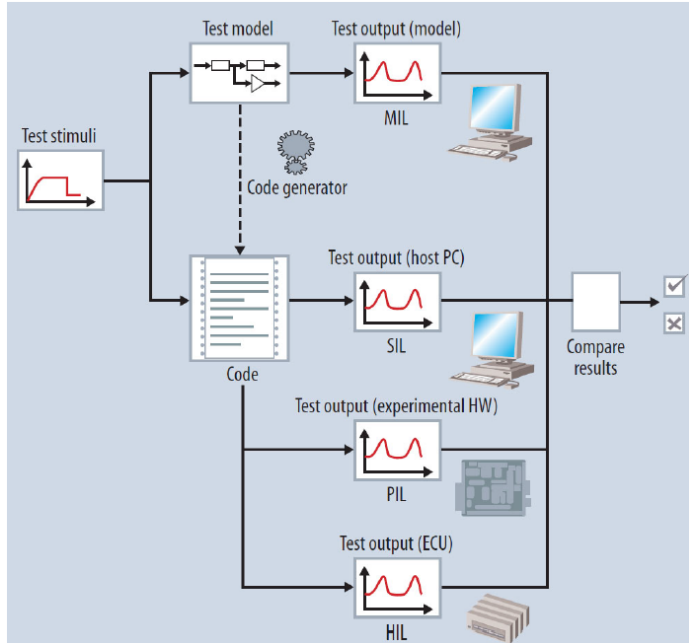 Test model
Test output (model)
MIL
Test stimuli
Code generator
Test output (host PC)
SIL
Code
Compare
results
Test output (experimental HW)
PIL
Test output (ECU)
HIL